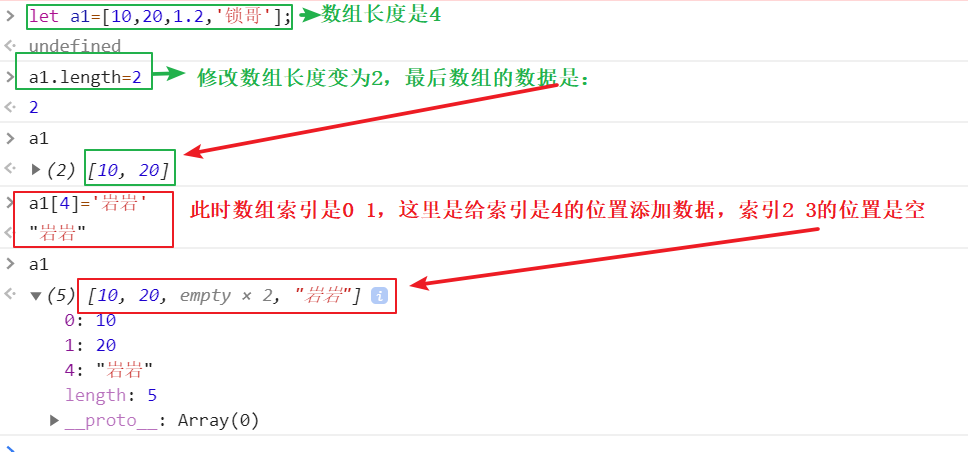 > let a1=[10,20,1.2,'锁哥']; 数组长度是4
undefined
> a1.length=2 修改数组长度变为2，最后数组的数据是：
2
> a1
(2) [10, 20]
> a1[4]='岩岩' 此时数组索引是0 1，这里是给索引是4的位置添加数据，索引2 3的位置是空
"岩岩"
> a1
(5) [10, 20, empty × 2, "岩岩"] i
0: 10
1: 20
4: "岩岩"
length: 5
__proto__: Array(0)
>